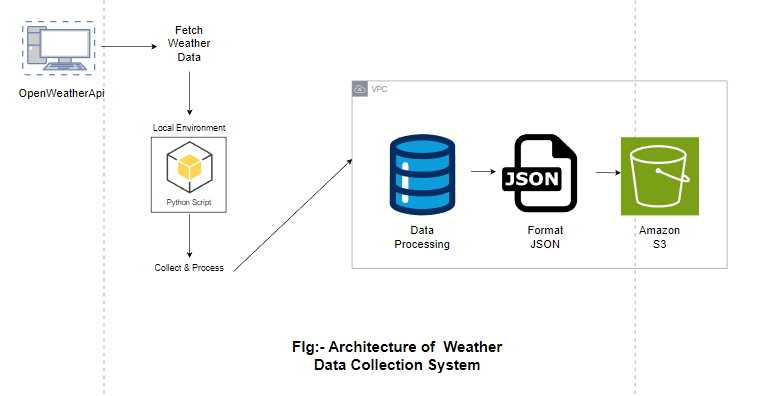 OpenWeatherApi
Fetch
Weather
Data
Local Environment
Python Script
Collect & Process
VPC
Data
Processing
JSON
Format
JSON
Amazon
S3
FIg:- Architecture of Weather
Data Collection System